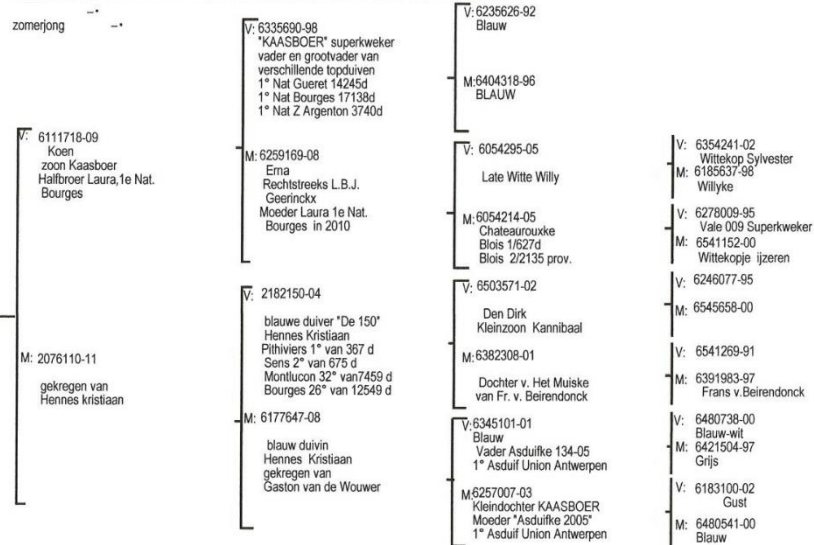 zomerjong
V: 6111718-09
Koen
zoon Kaasboer
Halfbroer Laura,1e Nat.
Bourges
M: 2076110-11
gekregen van
Hennes kristiaan
V: 6335690-98
"KAASBOER" superkweker
vader en grootvader van
verschillende topduiven
1° Nat Gueret 14245d
1° Nat Bourges 17138d
1° Nat Z Argenton 3740d
M: 6259169-08
Erna
Rechtstreeks L.B.J.
Geerinckx
Moeder Laura 1e Nat.
Bourges in 2010
V: 2182150-04
blauwe duiver "De 150"
Hennes Kristiaan
Pithiviers 1° van 367 d
Sens 2° van 675 d
Montlucon 32° van7459 d
Bourges 26° van 12549 d
M: 6177647-08
blauw duivin
Hennes Kristiaan
gekregen van
Gaston van de Wouwer
V: 6235626-92
Blauw
M:6404318-96
BLAUW
V: 6054295-05
Late Witte Willy
M:6054214-05
Chateaurouxke
Blois 1/627d
Blois 2/2135 prov.
V: 6503571-02
Den Dirk
Kleinzoon Kannibaal
M:6382308-01
Dochter v. Het Muiske
van Fr. v. Beirendonck
V:6345101-01
Blauw
Vader Asduifke 134-05
1° Asduif Union Antwerpen
M:6257007-03
Kleindochter KAASBOER
Moeder "Asduifke 2005"
1° Asduif Union Antwerpen
V: 6354241-02
Wittekop Sylvester
M: 6185637-98
Willyke
V: 6278009-95
Vale 009 Superkweker
M: 6541152-00
Wittekopje ijzeren
V: 6246077-95
M: 6545658-00
V: 6541269-91
M: 6391983-97
Frans v.Beirendonck
V: 6480738-00
Blauw-wit
M: 6421504-97
Grijs
V: 6183100-02
Gust
M: 6480541-00
Blauw